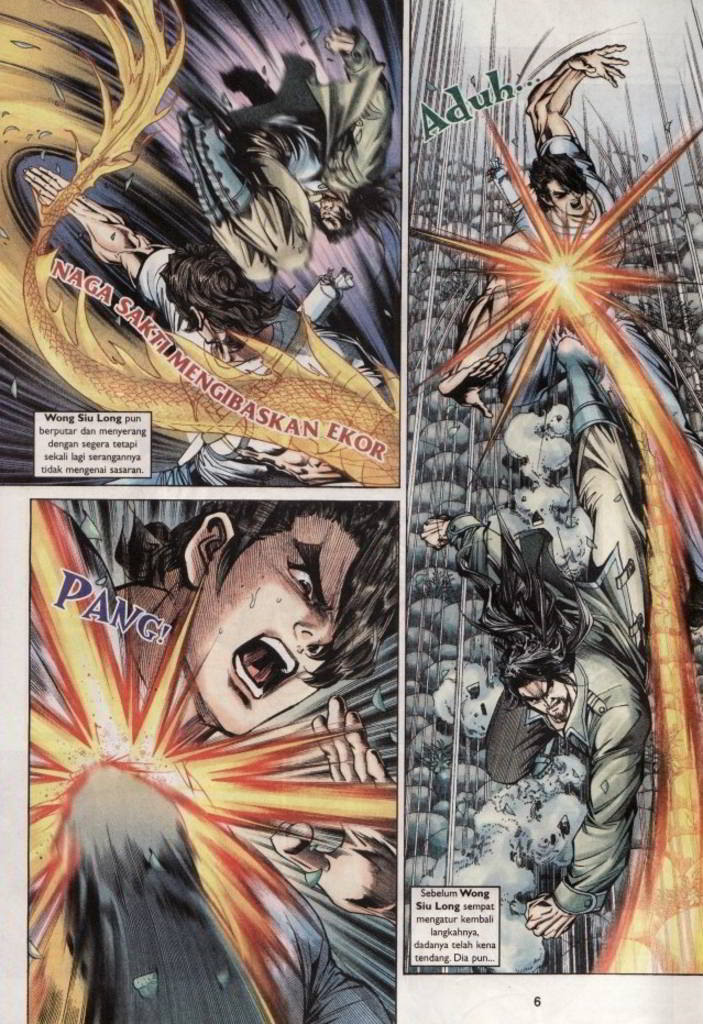 NAGA SAKTI MENGIBASKAN EKOR
Wong Siu Long pun
berputar dan menyerang
dengan segera tetapi
sekali lagi serangannya
tidak mengenai sasaran.
PANG!
Aduh...
Sebelum Wong
Siu Long sempat
mengatur kembali
langkahnya,
dadanya telah kena
tendang. Dia pun...
6